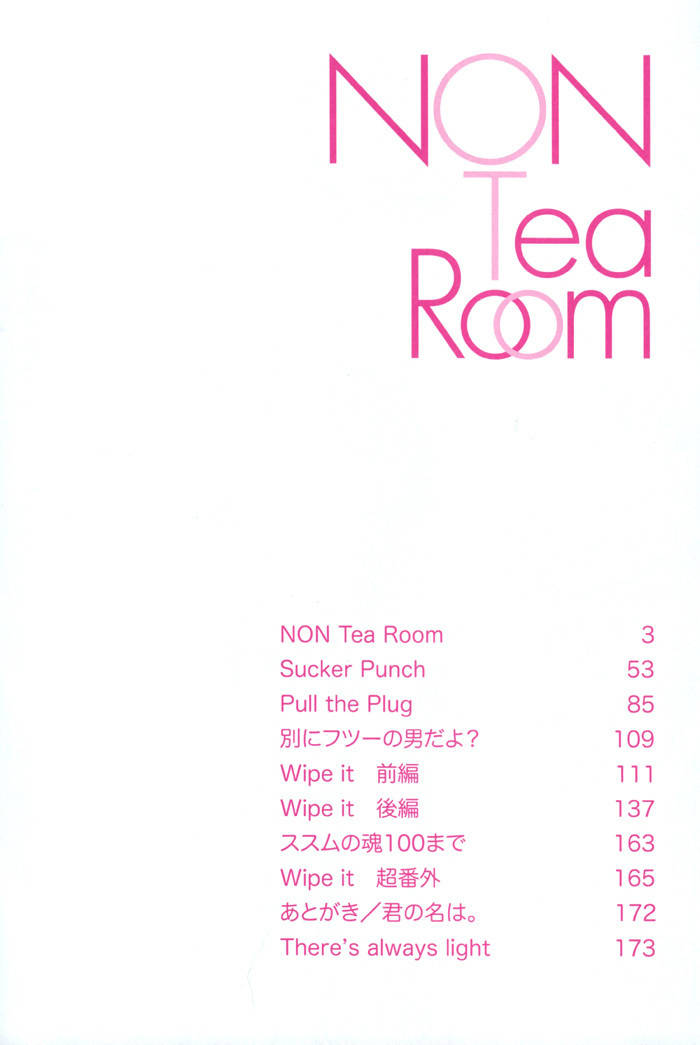 NON
Tea
Room
NON Tea Room 3
Sucker Punch 53
Pull the Plug 85
別にフツーの男だよ? 109
Wipe it　前編 111
Wipe it　後編 137
ススムの魂100まで 163
Wipe it　超番外 165
あとがき／君の名は。 172
There's always light 173